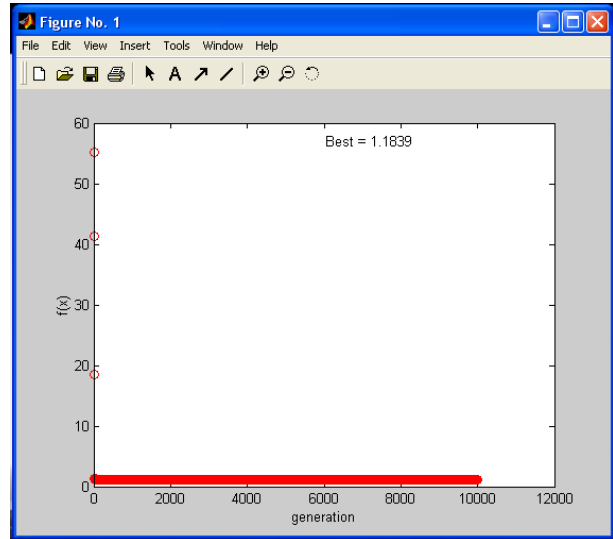 Figure No. 1
File Edit View Insert Tools Window Help
A
Best = 1.1839
60
50
40
30
20
10
0
f(x)
0 2000 4000 6000 8000 10000 12000
generation